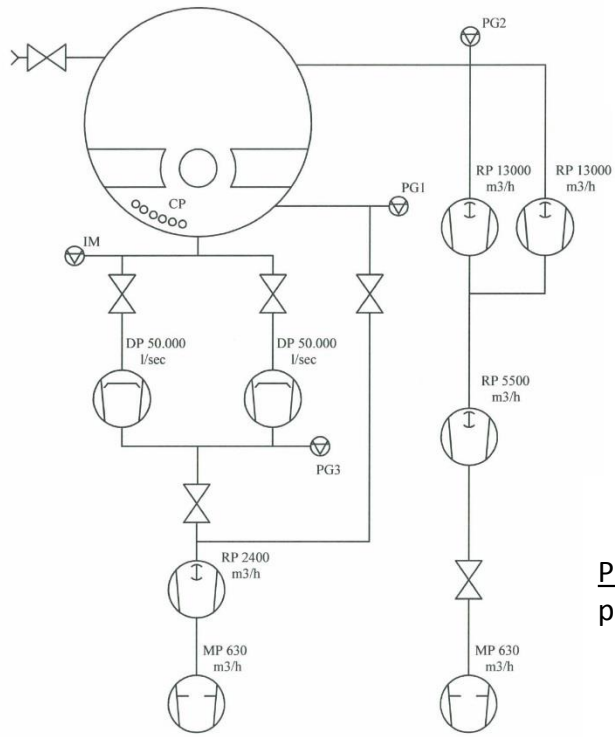 PG2
RP 13000
m3/h
RP 13000
m3/h
CP
PG1
IM
DP 50.000
l/sec
DP 50.000
l/sec
RP 5500
m3/h
PG3
RP 2400
m3/h
P
p
MP 630
m3/h
MP 630
m3/h